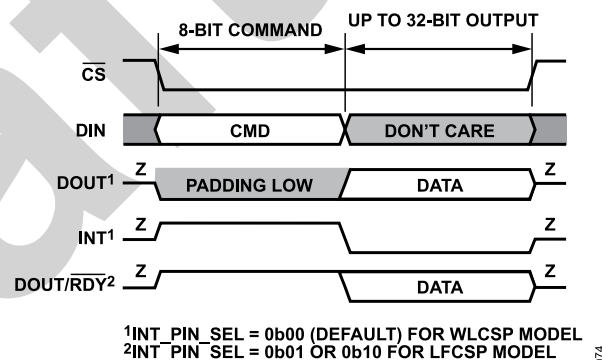 8-BIT COMMAND
UP TO 32-BIT OUTPUT
CS
DIN
CMD
DON'T CARE
DOUT1
Z
PADDING LOW
DATA
Z
INT1
Z
Z
DOUT/RDY2
Z
DATA
Z
1INT_PIN_SEL = 0b00 (DEFAULT) FOR WLCSP MODEL
2INT_PIN_SEL = 0b01 OR 0b10 FOR LFCSP MODEL
074